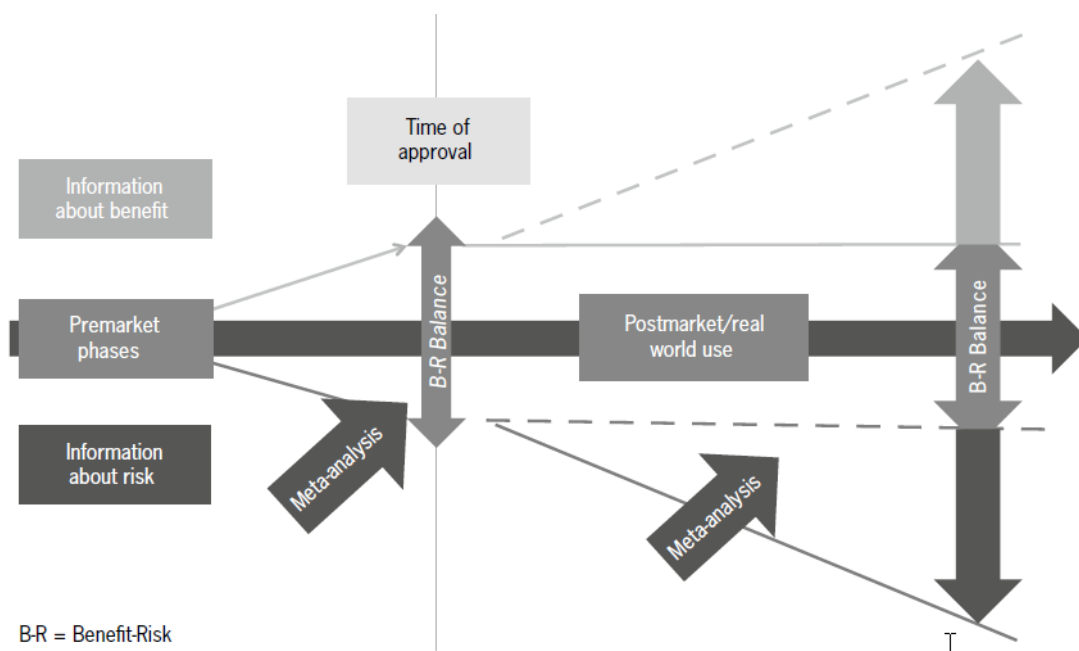 Time of
approval
Information
about benefit
B-R Balance
Premarket
phases
Postmarket/real
world use
B-R Balance
Information
about risk
Meta-analysis
Meta-analysis
B-R = Benefit-Risk